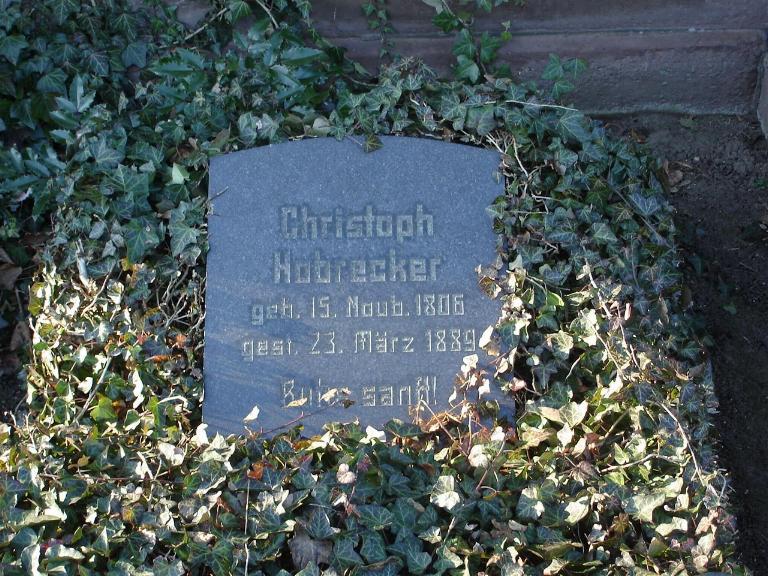 Christoph
Hobrecker
geb. 15. Novb. 1806
gest. 23. März 1889
Ruhe sanft!